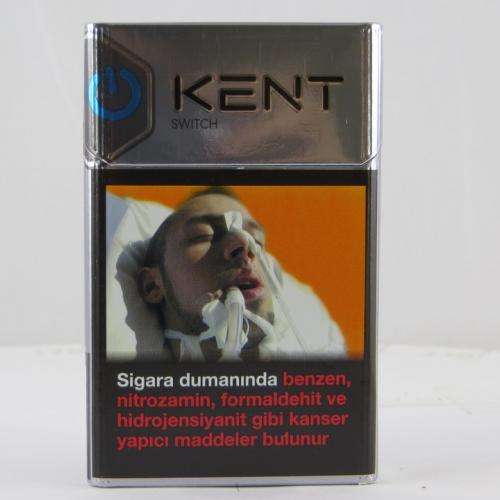 KENT
SWITCH
Sigara dumanında benzen,
nitrozamin, formaldehit ve
hidrojensiyanit gibi kanser
yapıcı maddeler bulunur